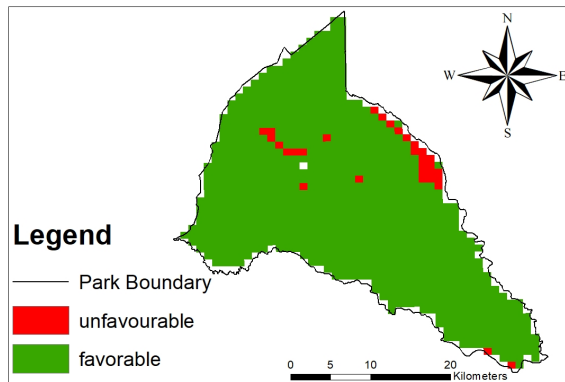 N
W E
S
Legend
Park Boundary
unfavourable
favorable
0 5 10 20
Kilometers